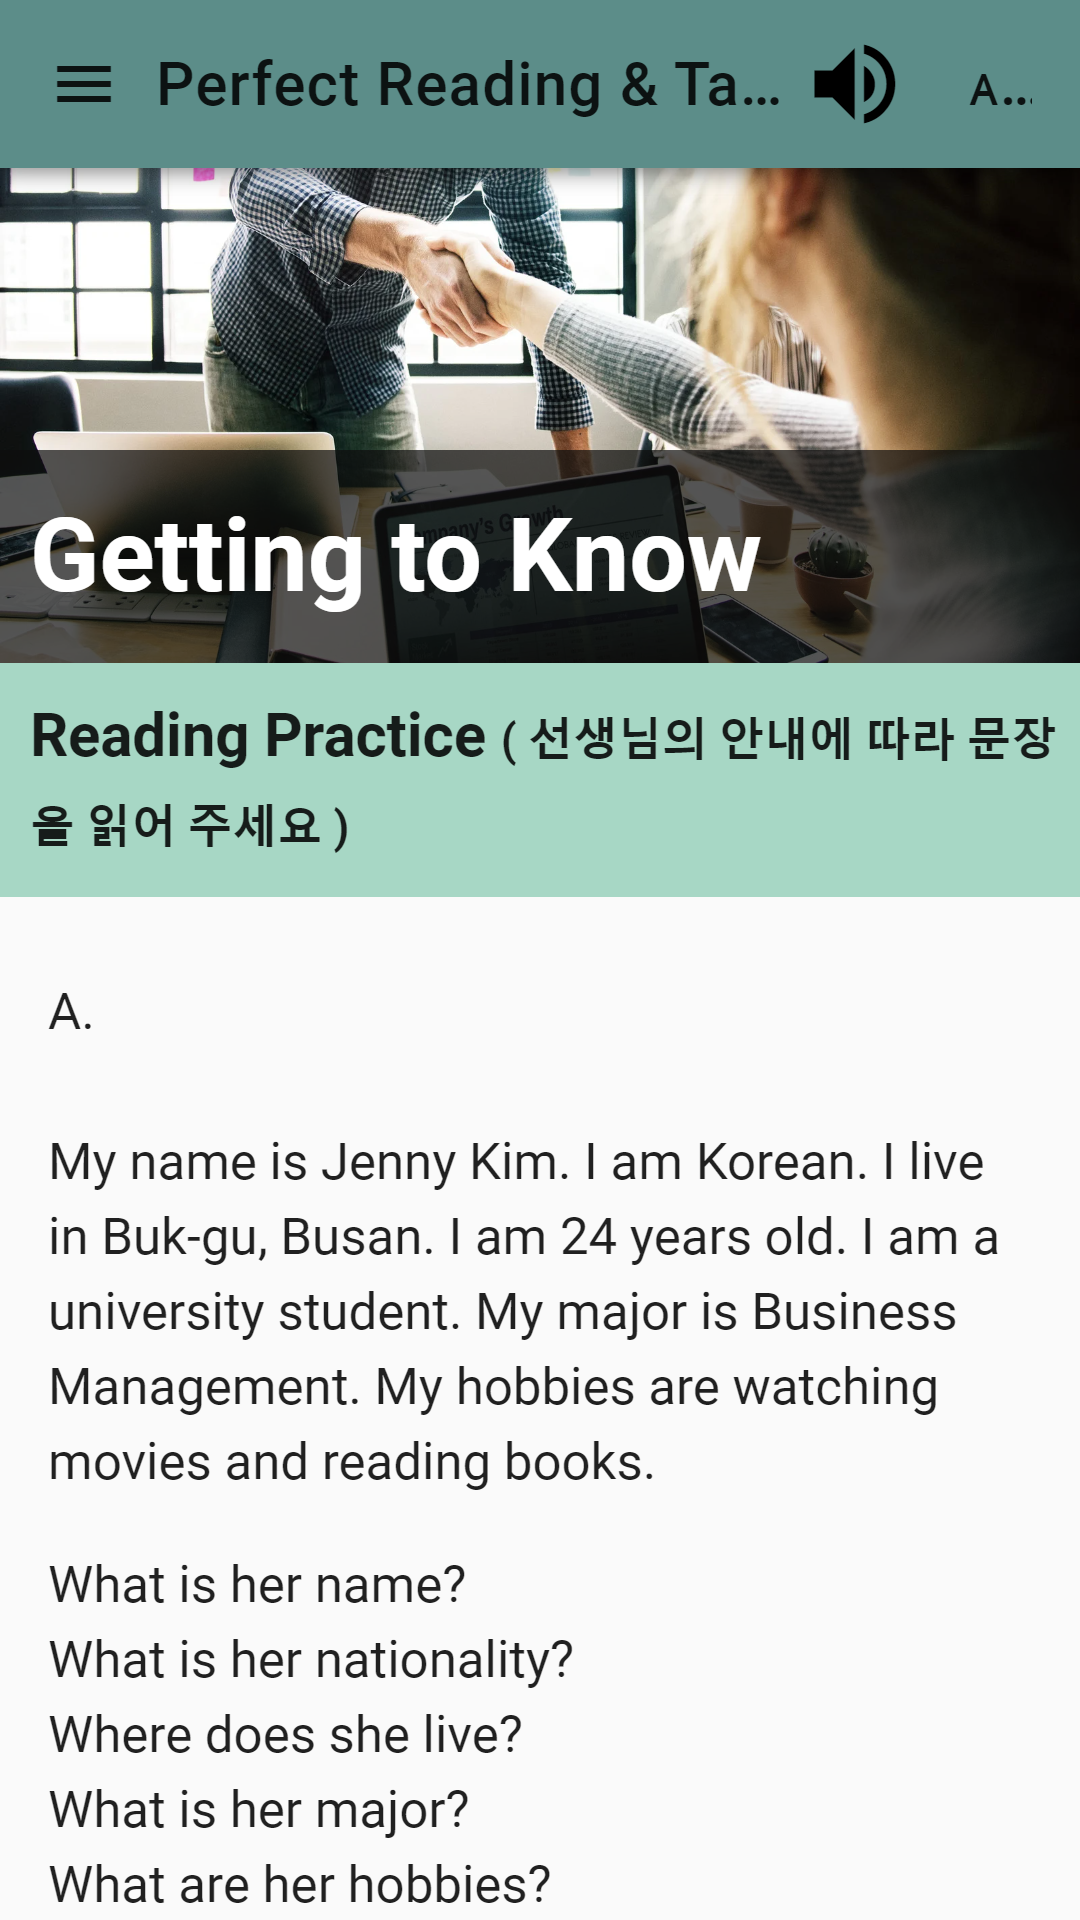 Perfect Reading & Ta...
A...
Getting to Know
Reading Practice ( 선생님의 안내에 따라 문장
을 읽어 주세요 )
A.
My name is Jenny Kim. I am Korean. I live
in Buk-gu, Busan. I am 24 years old. I am a
university student. My major is Business
Management. My hobbies are watching
movies and reading books.
What is her name?
What is her nationality?
Where does she live?
What is her major?
What are her hobbies?